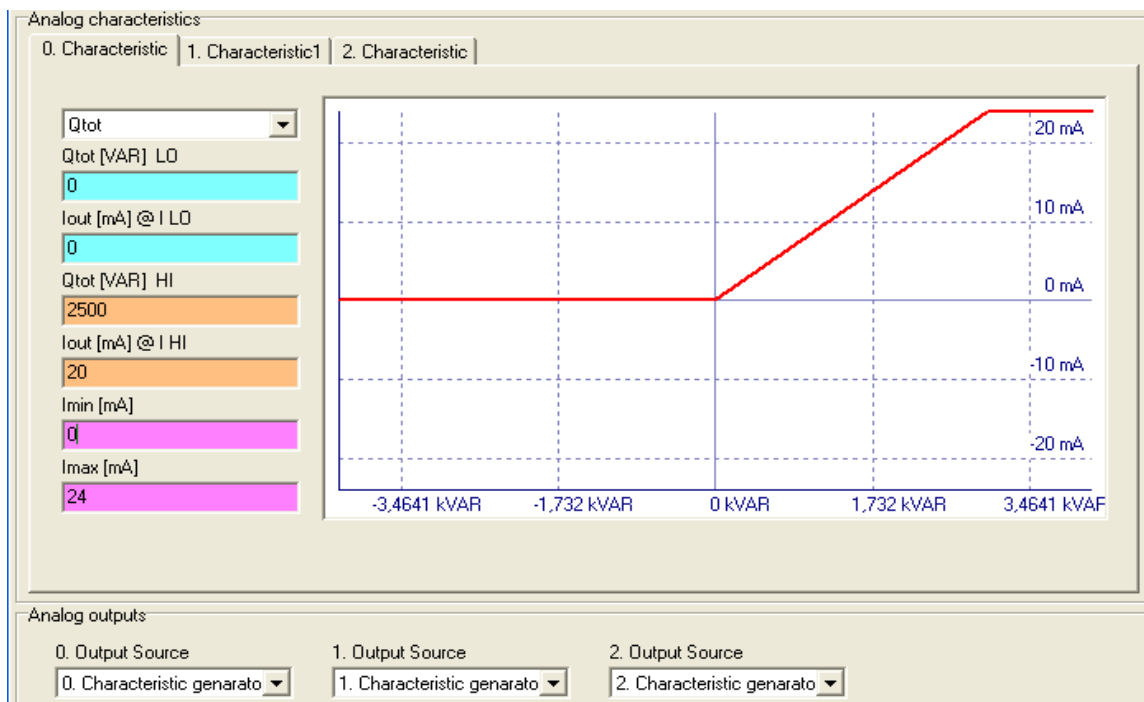 Analog characteristics
0. Characteristic 1. Characteristic1 2. Characteristic
Qtot
Qtot [VAR] LO
0
Iout [mA] @ I LO
0
Qtot [VAR] HI
2500
Iout [mA] @ I HI
20
Imin [mA]
0
Imax [mA]
24
20 mA
10 mA
0 mA
-10 mA
-20 mA
-3,4641 kVAR -1,732 kVAR 0 kVAR 1,732 kVAR 3,4641 kVAF
Analog outputs
0. Output Source 1. Output Source 2. Output Source
0. Characteristic genarato 1. Characteristic genarato 2. Characteristic genarato